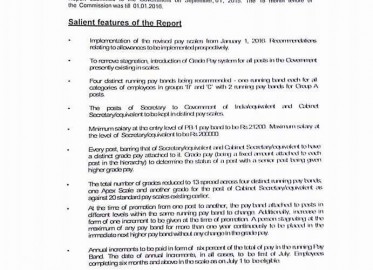 the Commission was till 01.01.2016.
Salient features of the Report
• Implementation of the revised pay scales from January 1, 2016. Recommendations
relating to allowances to be implemented prospectively.
• To remove stagnation, introduction of Grade Pay system for all posts in the Government
presently existing in scales.
• Four distinct running pay bands being recommended - one running band each for all
categories of employees in groups 'B' and 'C' with 2 running pay bands for Group A
posts.
• The posts of Secretary to Government of India/equivalent and Cabinet
Secretary/equivalent to be kept in distinct pay scales.
• Minimum salary at the entry level of PB-1 pay band to be Rs.21200. Maximum salary at
the level of Secretary/equivalent to be Rs.200000.
• Every post, barring that of Secretary/equivalent and Cabinet Secretary/equivalent to have
a distinct grade pay attached to it. Grade pay (being a fixed amount attached to each
post in the hierarchy) to determine the status of a post with a senior post being given
higher grade pay.
• The total number of grades reduced to 13 spread across four distinct running pay bands,
one Apex Scale and another grade for the post of Cabinet Secretary/equivalent as
against 20 standard pay scales existing earlier.
• At the time of promotion from one post to another, the pay band attached to posts in
different levels within the same running pay band to change. Additionally, increase in
form of one increment to be given at the time of promotion. A person stagnating at the
maximum of any pay band for more than one year continuously to be placed in the
immediate next higher pay band without any change in the grade pay.
• Annual increments to be paid in form of six percent of the total of pay in the running Pay
Band. The date of annual increments, in all cases, to be first of July. Employees
completing six months and above in the scale as on July 1 to be eligible.